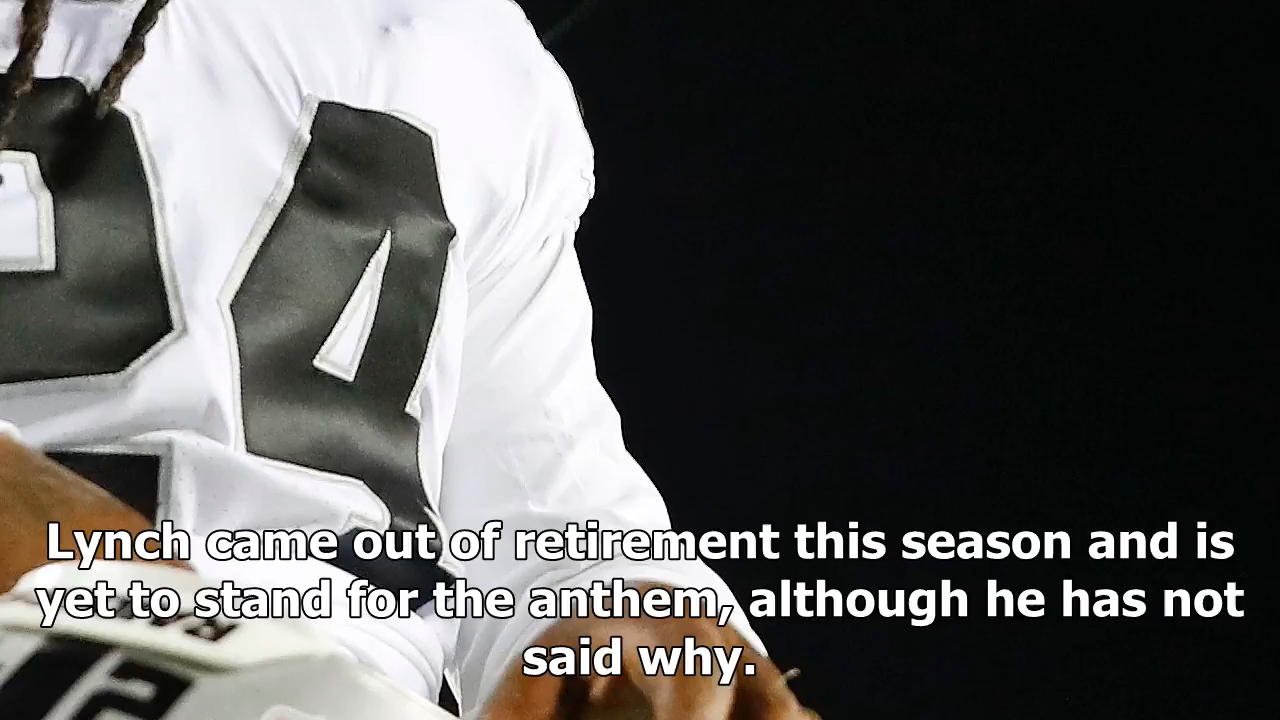 24
Lynch came out of retirement this season and is
yet to stand for the anthem, although he has not
said why.